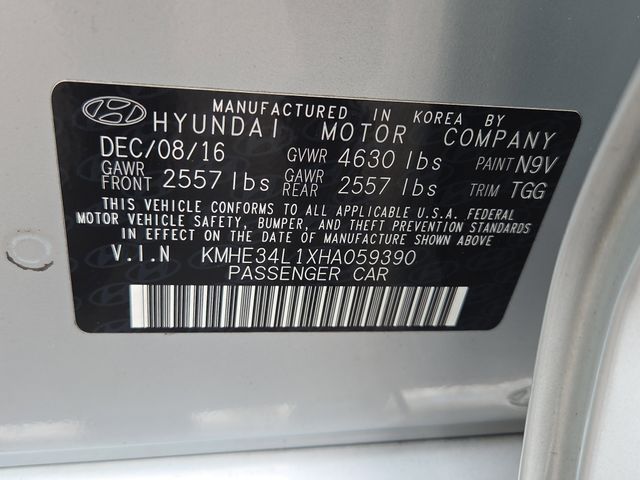 MANUFACTURED IN KOREA BY
HYUNDAI MOTOR COMPANY
DEC/08/16 GVWR 4630 lbs PAINT N9V
GAWR FRONT 2557 lbs GAWR REAR 2557 lbs TRIM TGG
THIS VEHICLE CONFORMS TO ALL APPLICABLE U.S.A. FEDERAL
MOTOR VEHICLE SAFETY, BUMPER, AND THEFT PREVENTION STANDARDS
IN EFFECT ON THE DATE OF MANUFACTURE SHOWN ABOVE
V.I.N KMHE34L1XHA059390
PASSENGER CAR